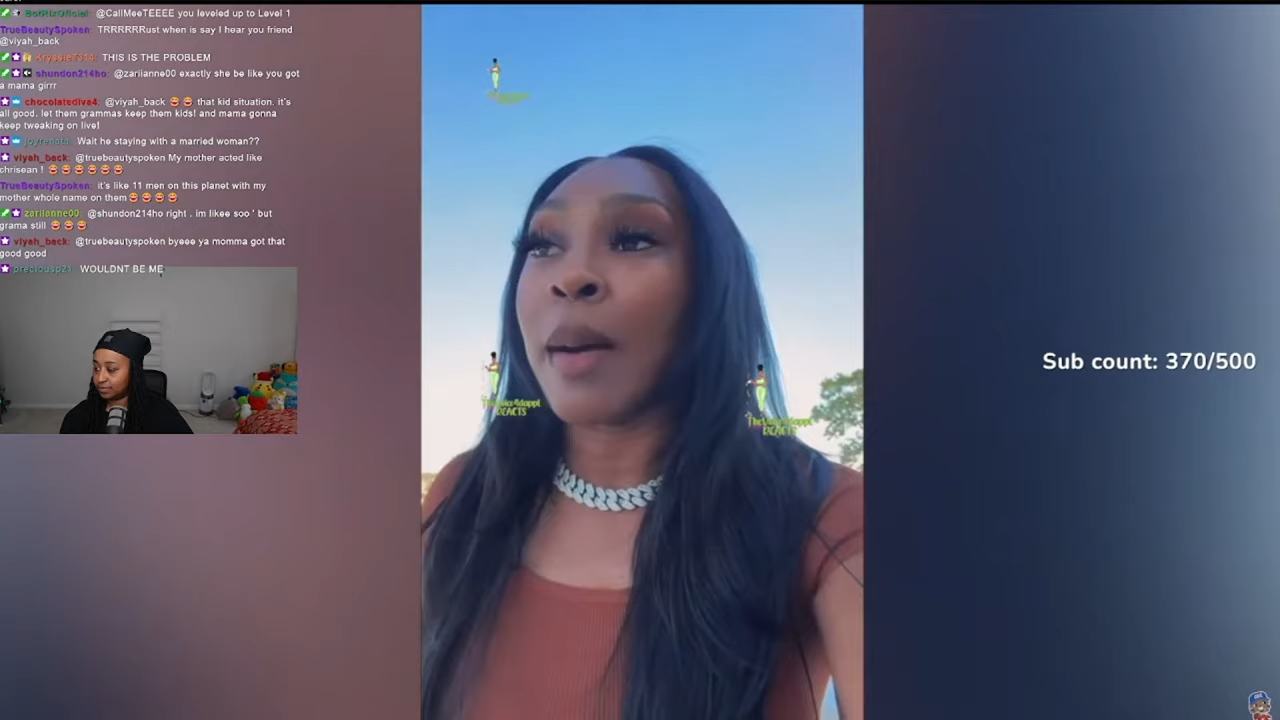 BotRixOficial: @CallMeeTEEEE you leveled up to Level 1
TrueBeautySpoken: TRRRRRRust when is say I hear you friend
@viyah_back
Kryssie7314: THIS IS THE PROBLEM
shundon214ho: @zariianne00 exactly she be like you got
a mama girrr
chocolatediva4: @viyah_back that kid situation. it's
all good. let them grammas keep them kids! and mama gonna
keep tweaking on live!
Wait he staying with a married woman??
viyah_back: @truebeautyspoken My mother acted like
chrisean !
TrueBeautySpoken: it's like 11 men on this planet with my
mother whole name on them
zariianne00: @shundon214ho right . im likee soo ' but
grama still
viyah_back: @truebeautyspoken byeee ya momma got that
good good
preciousp21: WOULDNT BE ME
Sub count: 370/500
REACTS
REACTS